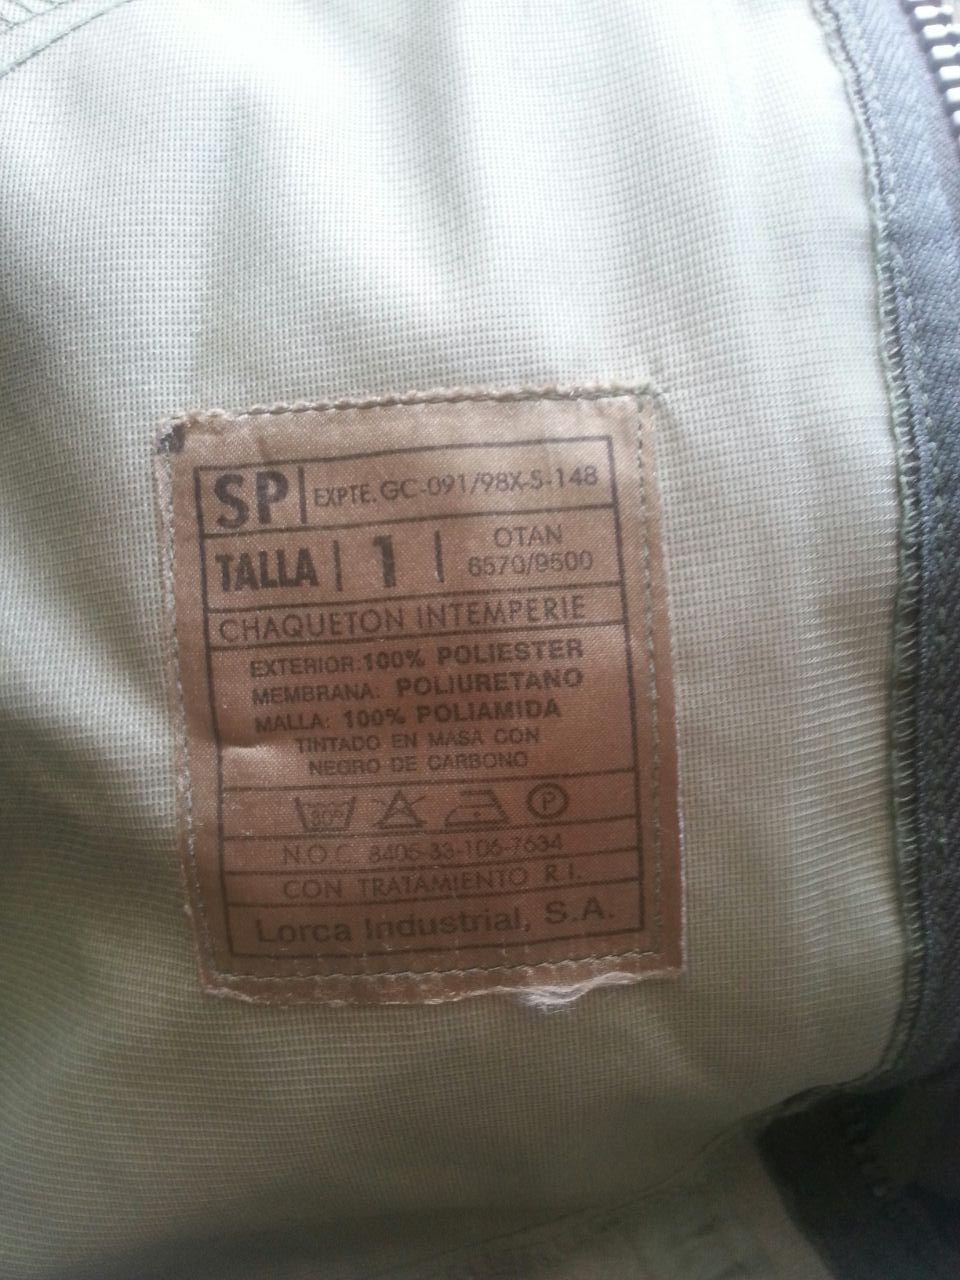 SP EXPTE. GC-091/98X-S-148
TALLA 1 OTAN
6570/9500
CHAQUETON INTEMPERIE
EXTERIOR:100% POLIESTER
MEMBRANA: POLIURETANO
MALLA: 100% POLIAMIDA
TINTADO EN MASA CON
NEGRO DE CARBONO
30° P
N.O.C. 8405-33-106-7634
CON TRATAMIENTO R.I.
Lorca Industrial, S.A.